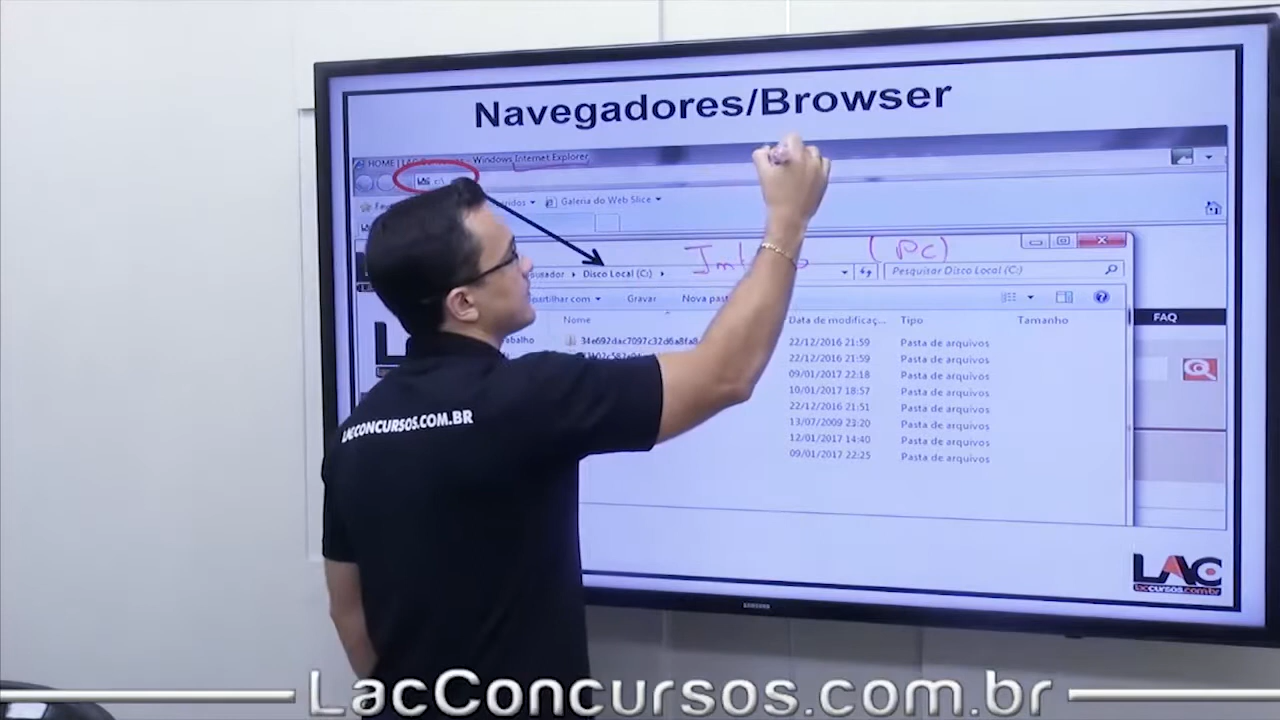 Navegadores/Browser
HOME | LAC - Windows Internet Explorer
c:\
Galeria do Web Slice
(PC)
Disco Local (C:)
Pesquisar Disco Local (C:)
Gravar
Nome
Data de modificaç...
Tipo
Tamanho
FAQ
22/12/2016 21:59 Pasta de arquivos
22/12/2016 21:59 Pasta de arquivos
09/01/2017 22:18 Pasta de arquivos
10/01/2017 18:57 Pasta de arquivos
22/12/2016 21:51 Pasta de arquivos
13/07/2009 23:20 Pasta de arquivos
12/01/2017 14:40 Pasta de arquivos
09/01/2017 22:25 Pasta de arquivos
LACCONCURSOS.COM.BR
LAC
lacconcursos.com.br
SAMSUNG
LacConcursos.com.br